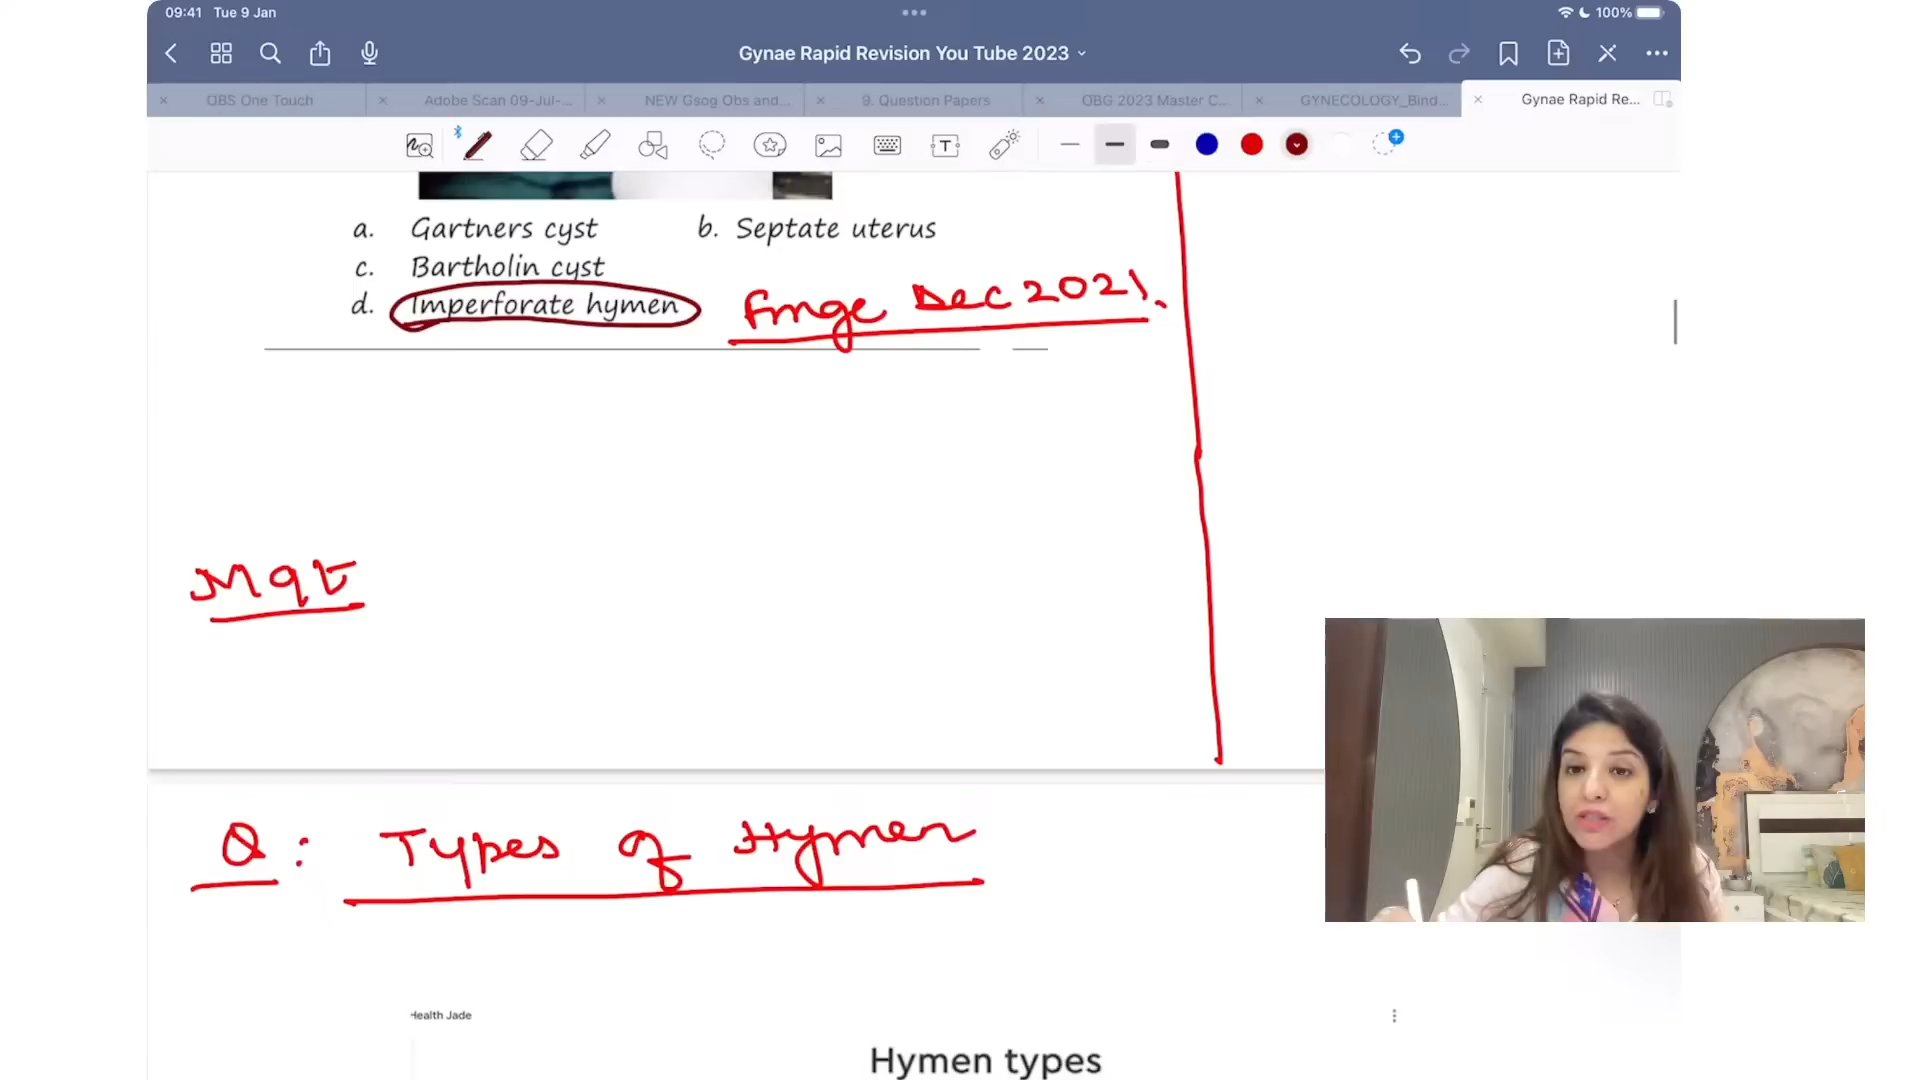 09:41 Tue 9 Jan
100%
Gynae Rapid Revision You Tube 2023
OBS One Touch
Adobe Scan 09-Jul-...
NEW Gsog Obs and...
9. Question Papers
OBG 2023 Master C...
GYNECOLOGY_Bind...
Gynae Rapid Re...
a. Gartners cyst b. Septate uterus
c. Bartholin cyst
d. Imperforate hymen Fmge Dec 2021.
Q: Types of Hymen
Health Jade
Hymen types